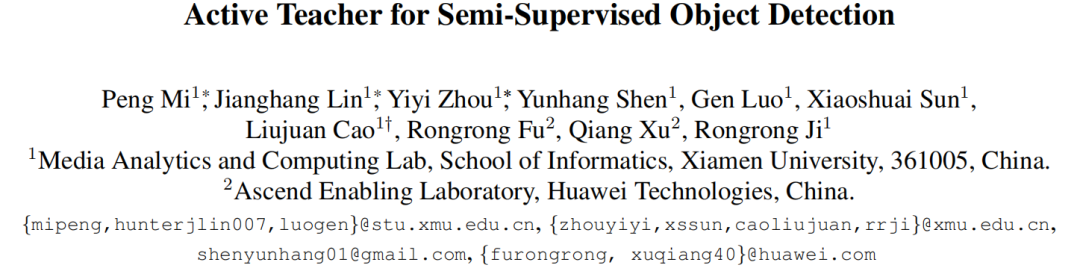 Active Teacher for Semi-Supervised Object Detection
Peng Mi¹*, Jianghang Lin¹*, Yiyi Zhou¹*, Yunhang Shen¹, Gen Luo¹, Xiaoshuai Sun¹,
Liujuan Cao¹†, Rongrong Fu², Qiang Xu², Rongrong Ji¹
¹Media Analytics and Computing Lab, School of Informatics, Xiamen University, 361005, China.
²Ascend Enabling Laboratory, Huawei Technologies, China.
{mipeng,hunterjlin007,luogen}@stu.xmu.edu.cn, {zhouyiyi,xssun,caoliujuan,rrji}@xmu.edu.cn,
shenyunhang01@gmail.com, {furongrong, xuqiang40}@huawei.com